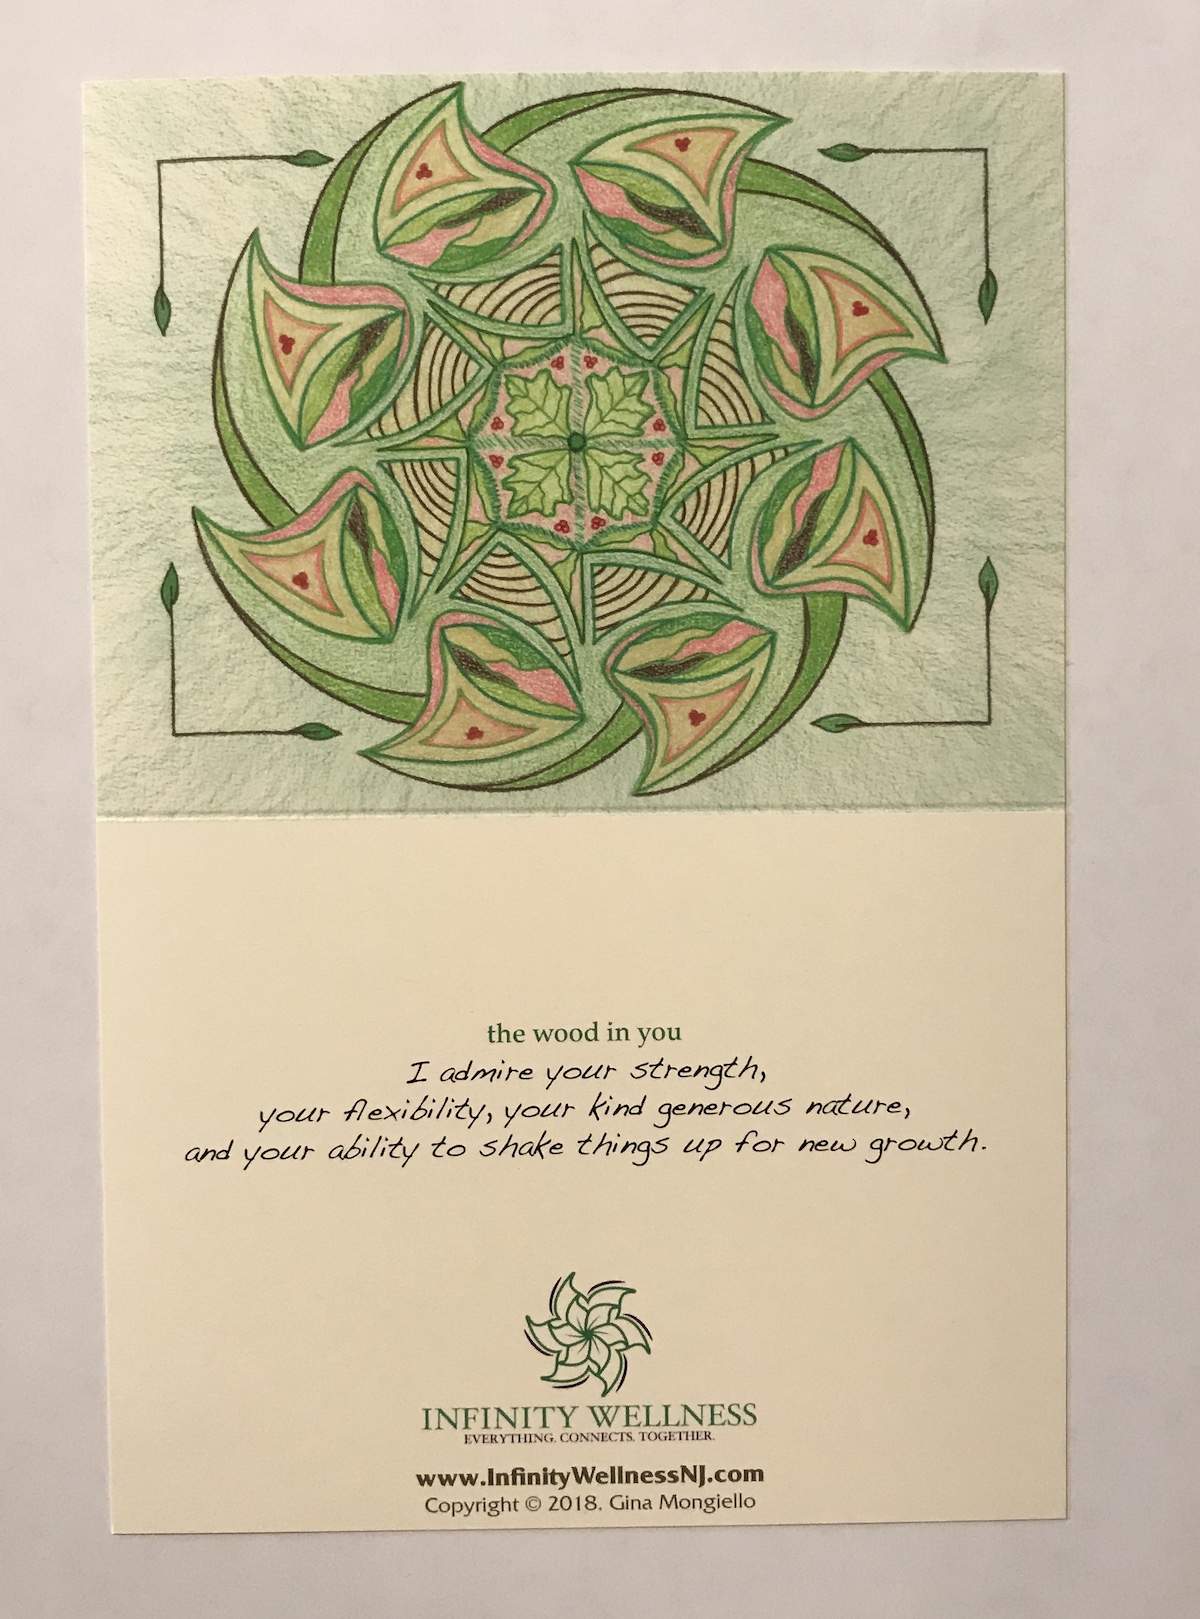 the wood in you
I admire your strength,
your flexibility, your kind generous nature,
and your ability to shake things up for new growth.
INFINITY WELLNESS
EVERYTHING. CONNECTS. TOGETHER.
www.InfinityWellnessNJ.com
Copyright © 2018. Gina Mongiello